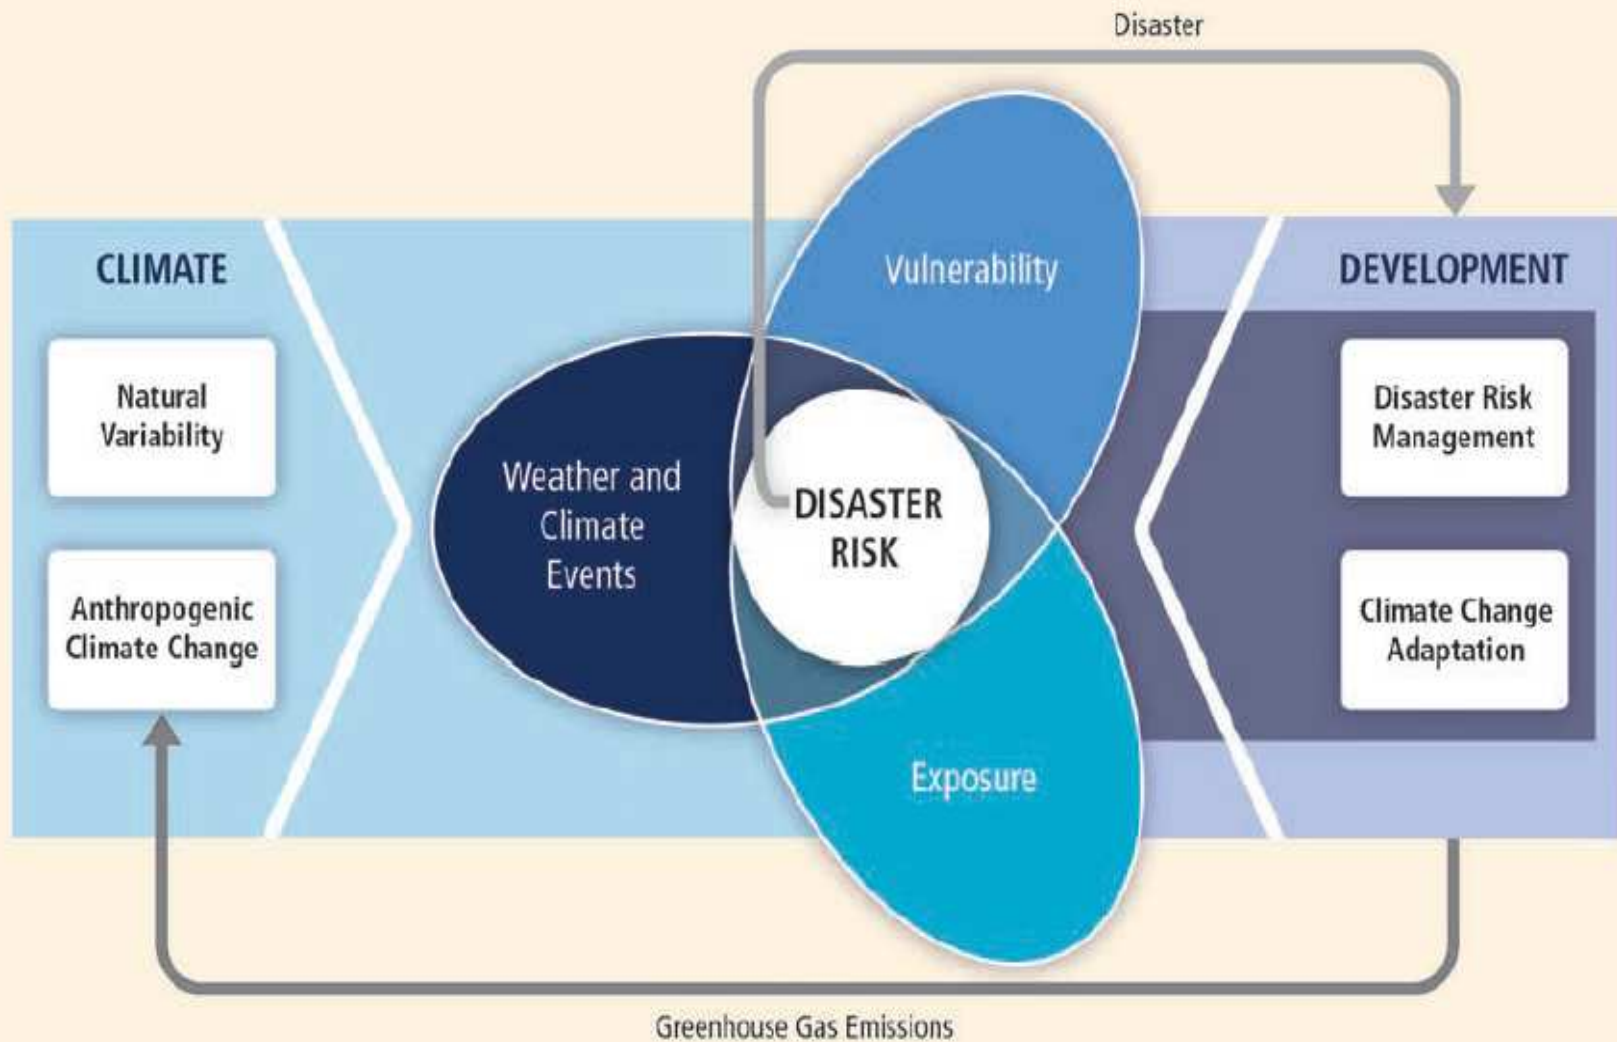 Disaster
CLIMATE
Natural
Variability
Anthropogenic
Climate Change
Weather and
Climate
Events
Vulnerability
DISASTER
RISK
Exposure
DEVELOPMENT
Disaster Risk
Management
Climate Change
Adaptation
Greenhouse Gas Emissions